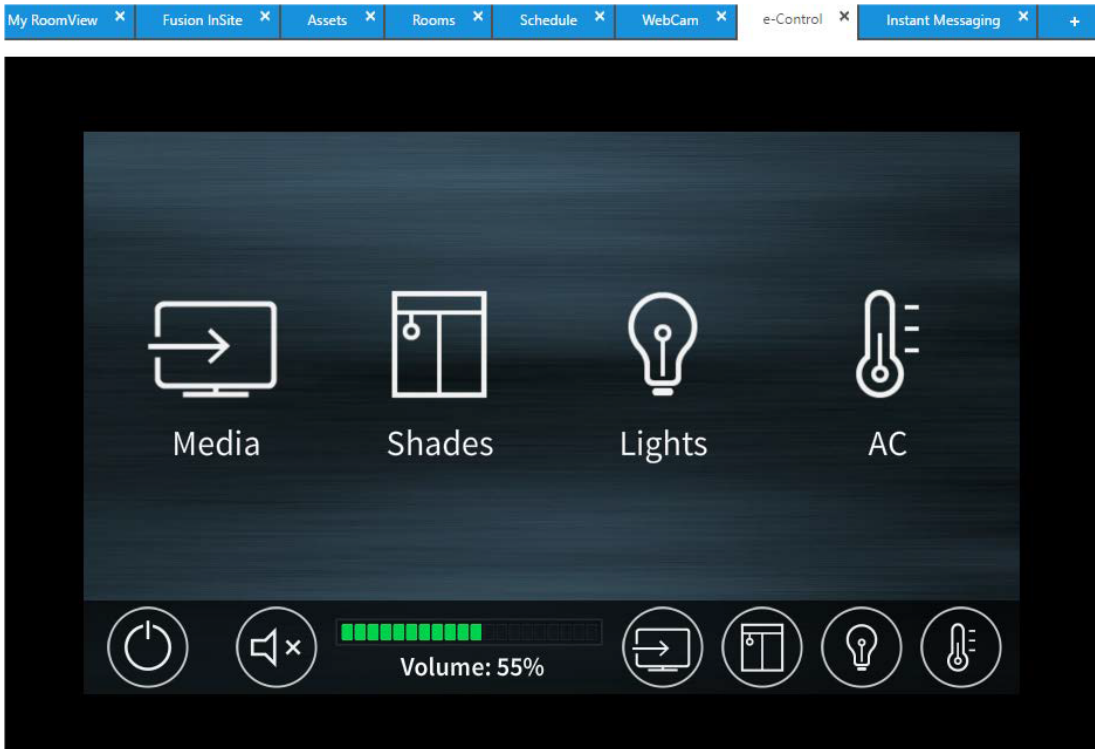 My RoomView × Fusion InSite × Assets × Rooms × Schedule × WebCam × e-Control × Instant Messaging × +
Media Shades Lights AC
Volume: 55%